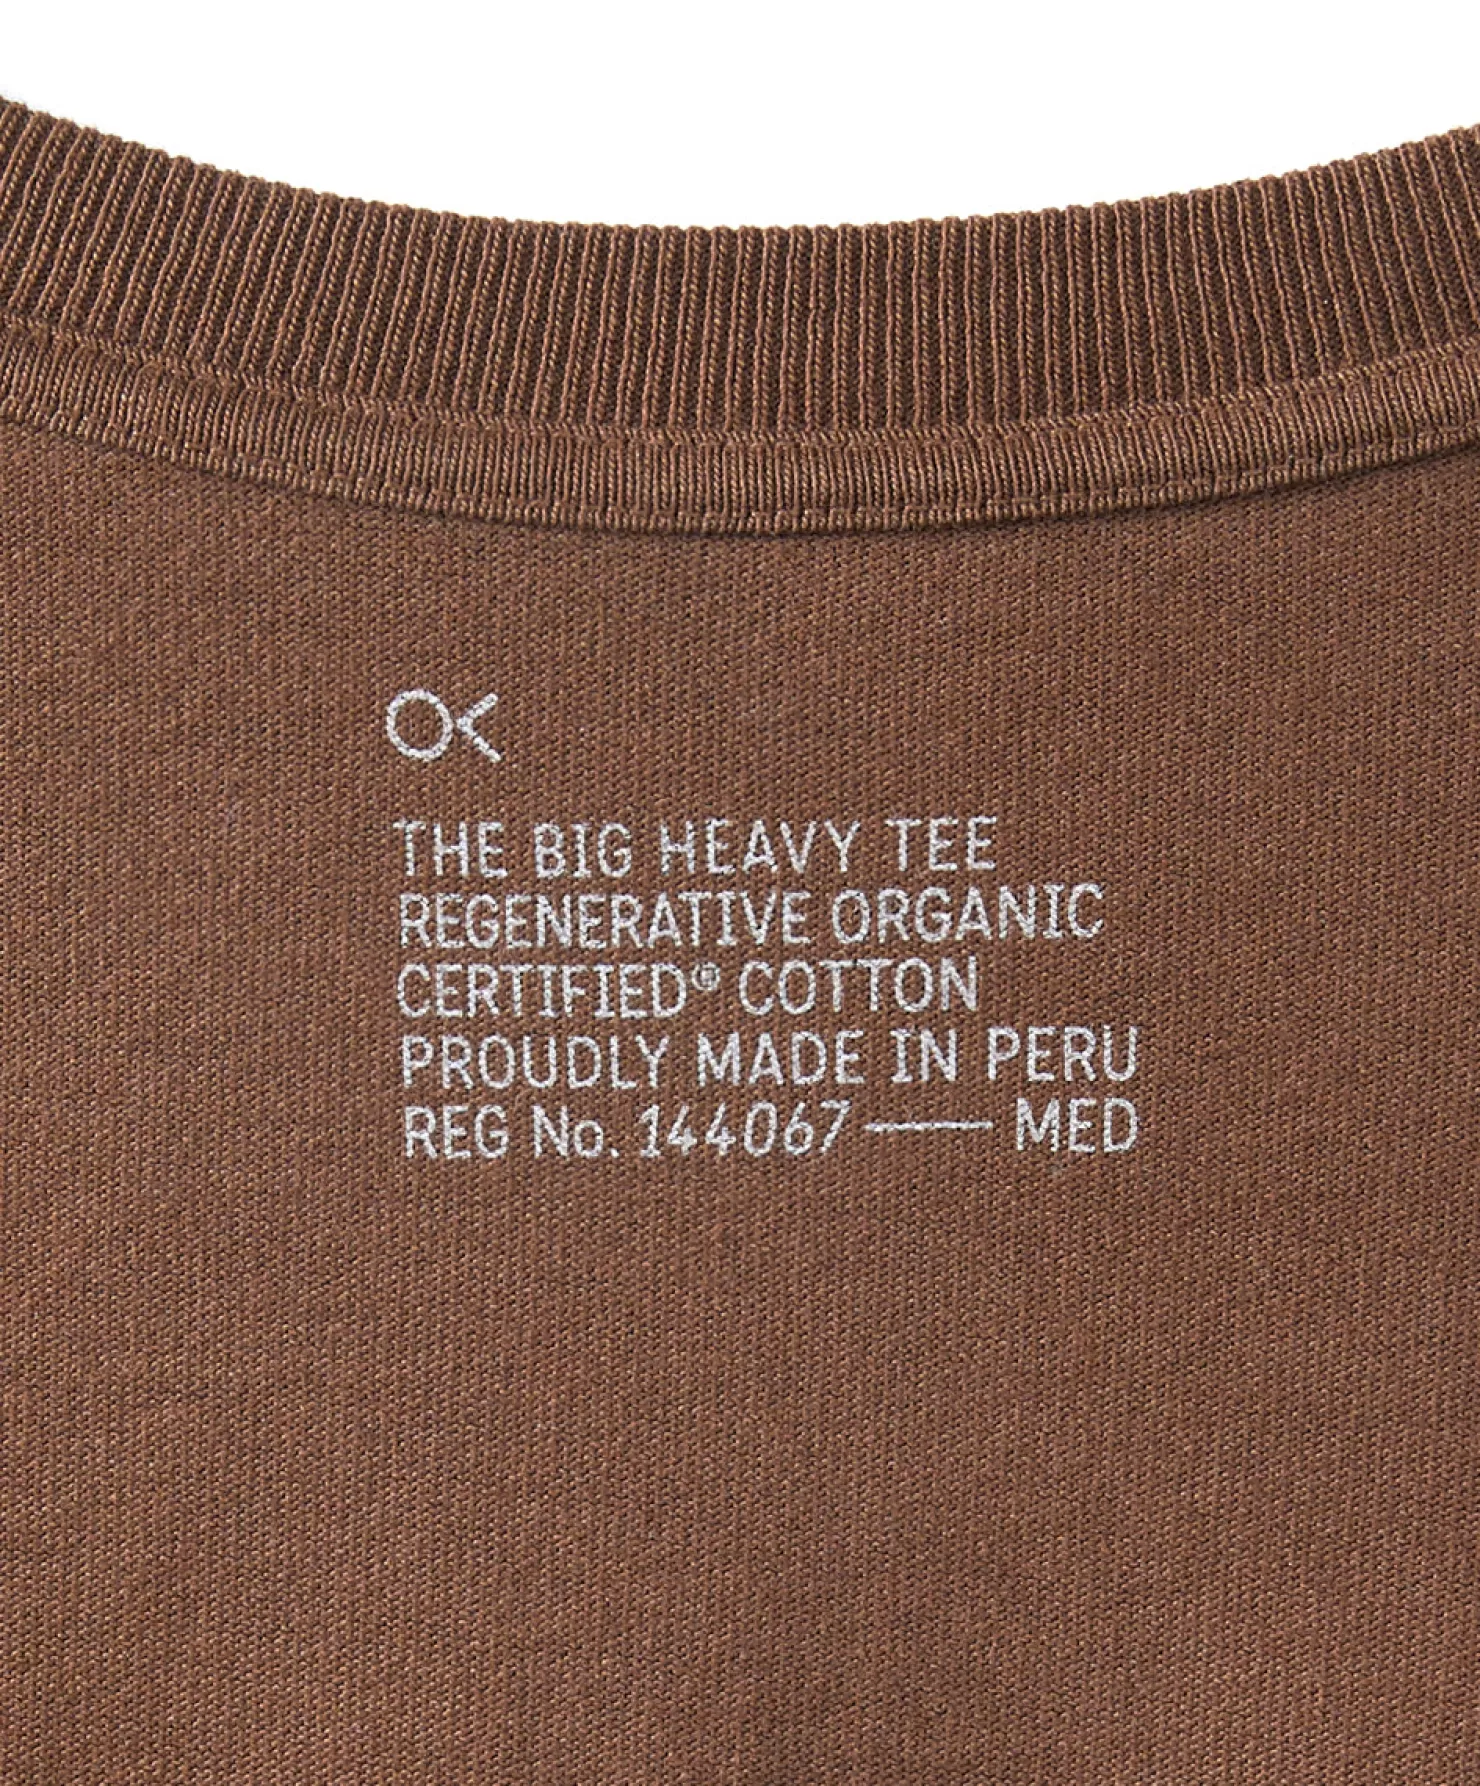 THE BIG HEAVY TEE
REGENERATIVE ORGANIC
CERTIFIED® COTTON
PROUDLY MADE IN PERU
REG No. 144067 — MED